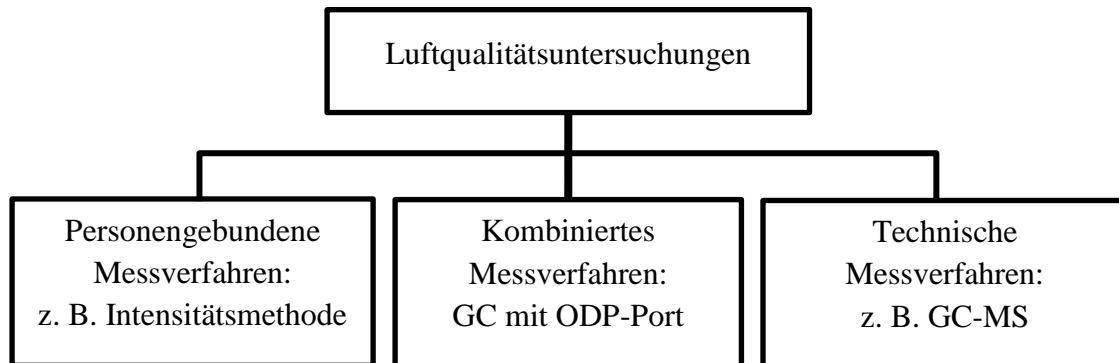 Luftqualitätsuntersuchungen
Personengebundene
Messverfahren:
z. B. Intensitätsmethode
Kombiniertes
Messverfahren:
GC mit ODP-Port
Technische
Messverfahren:
z. B. GC-MS